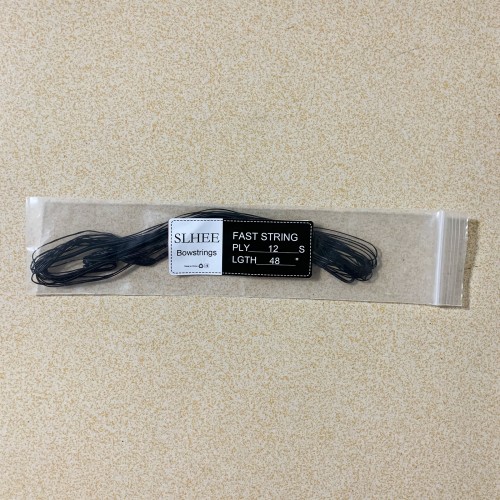 SLHEE
Bowstrings
FAST STRING
PLY 12 S
LGTH 48 "